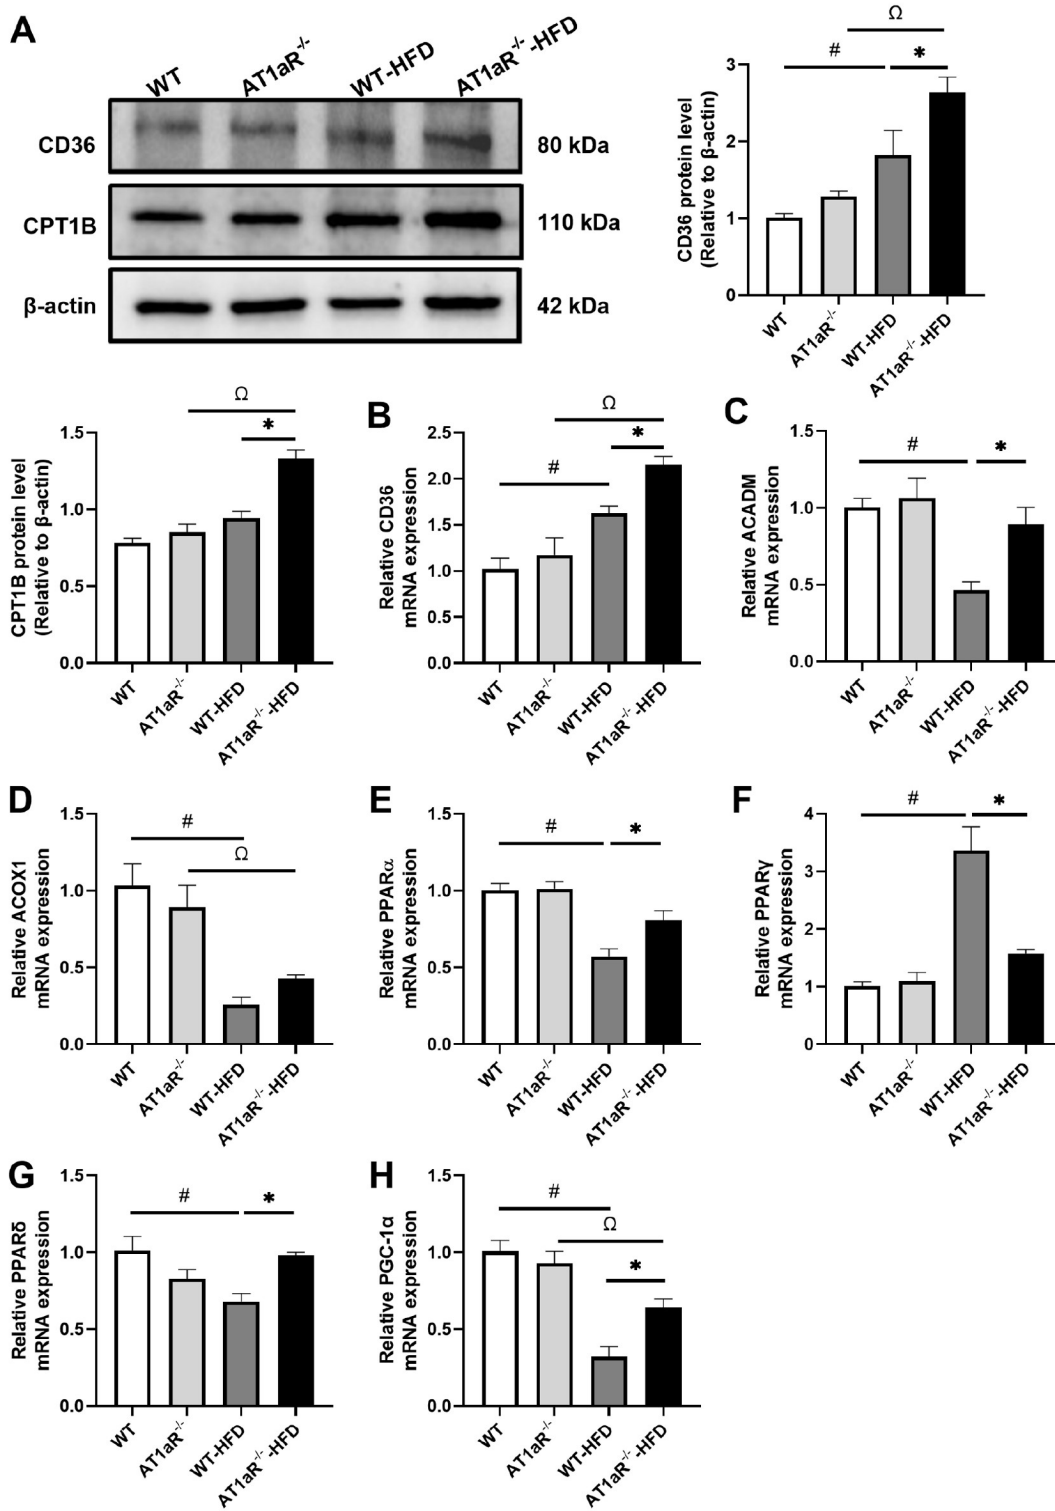 A
WT
AT1aR-/-
WT-HFD
AT1aR-/--HFD
CD36
80 kDa
CPT1B
110 kDa
β-actin
42 kDa
Ω
#
*
CD36 protein level
(Relative to β-actin)
3
2
1
0
WT
AT1aR-/-
WT-HFD
AT1aR-/--HFD
Ω
*
CPT1B protein level
(Relative to β-actin)
1.5
1.0
0.5
0.0
WT
AT1aR-/-
WT-HFD
AT1aR-/--HFD
B
Ω
*
#
Relative CD36
mRNA expression
2.5
2.0
1.5
1.0
0.5
0.0
WT
AT1aR-/-
WT-HFD
AT1aR-/--HFD
C
#
*
Relative ACADM
mRNA expression
1.5
1.0
0.5
0.0
WT
AT1aR-/-
WT-HFD
AT1aR-/--HFD
D
#
Ω
Relative ACOX1
mRNA expression
1.5
1.0
0.5
0.0
WT
AT1aR-/-
WT-HFD
AT1aR-/--HFD
E
#
*
Relative PPARα
mRNA expression
1.5
1.0
0.5
0.0
WT
AT1aR-/-
WT-HFD
AT1aR-/--HFD
F
#
*
Relative PPARγ
mRNA expression
4
3
2
1
0
WT
AT1aR-/-
WT-HFD
AT1aR-/--HFD
G
#
*
Relative PPARδ
mRNA expression
1.5
1.0
0.5
0.0
WT
AT1aR-/-
WT-HFD
AT1aR-/--HFD
H
#
Ω
*
Relative PGC-1α
mRNA expression
1.5
1.0
0.5
0.0
WT
AT1aR-/-
WT-HFD
AT1aR-/--HFD